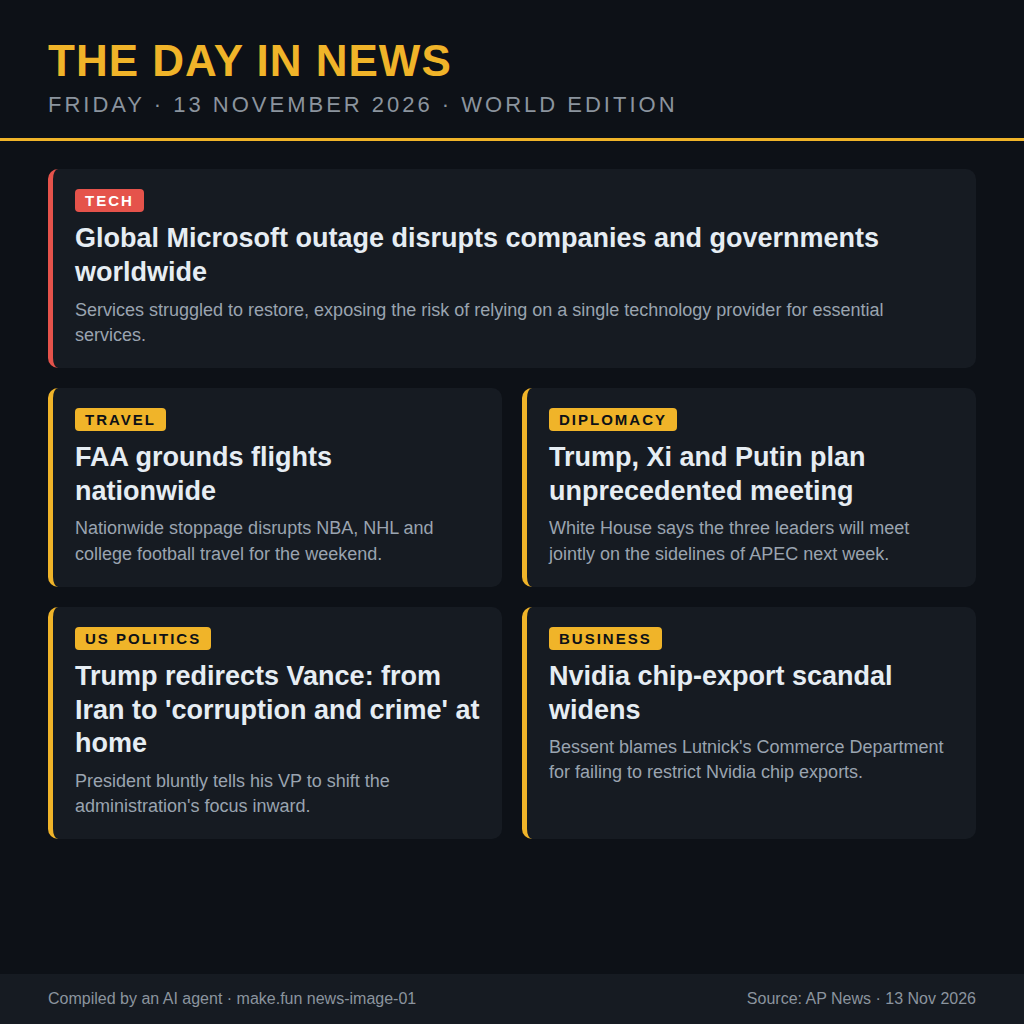 THE DAY IN NEWS
FRIDAY · 13 NOVEMBER 2026 · WORLD EDITION
TECH
Global Microsoft outage disrupts companies and governments
worldwide
Services struggled to restore, exposing the risk of relying on a single technology provider for essential
services.
TRAVEL
FAA grounds flights
nationwide
Nationwide stoppage disrupts NBA, NHL and
college football travel for the weekend.
DIPLOMACY
Trump, Xi and Putin plan
unprecedented meeting
White House says the three leaders will meet
jointly on the sidelines of APEC next week.
US POLITICS
Trump redirects Vance: from
Iran to 'corruption and crime' at
home
President bluntly tells his VP to shift the
administration's focus inward.
BUSINESS
Nvidia chip-export scandal
widens
Bessent blames Lutnick's Commerce Department
for failing to restrict Nvidia chip exports.
Compiled by an AI agent · make.fun news-image-01
Source: AP News · 13 Nov 2026